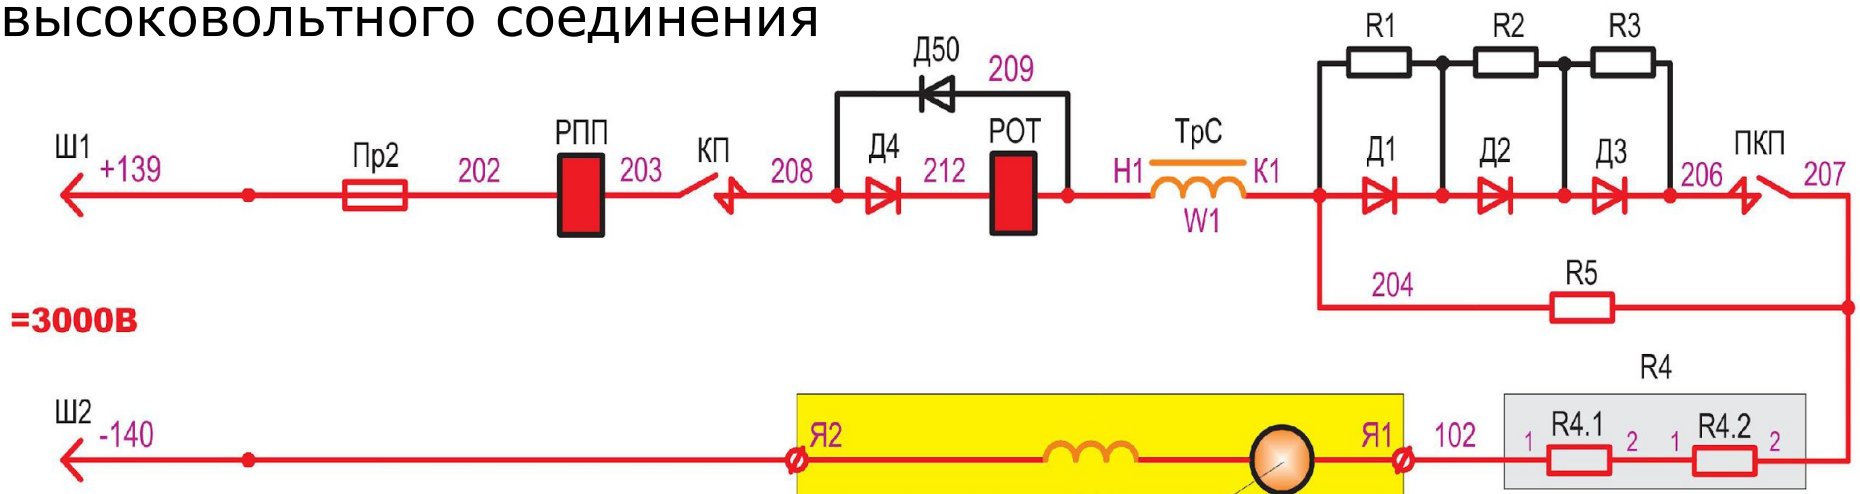 высоковольтного соединения
R1 R2 R3
Д50 209
Ш1 +139 Пр2 202 РПП 203 КП 208 Д4 212 РОТ Н1 ТрС К1 Д1 Д2 Д3 206 ПКП 207
W1
204 R5
=3000В
R4
Ш2 -140 Я2 Я1 102 1 R4.1 2 1 R4.2 2